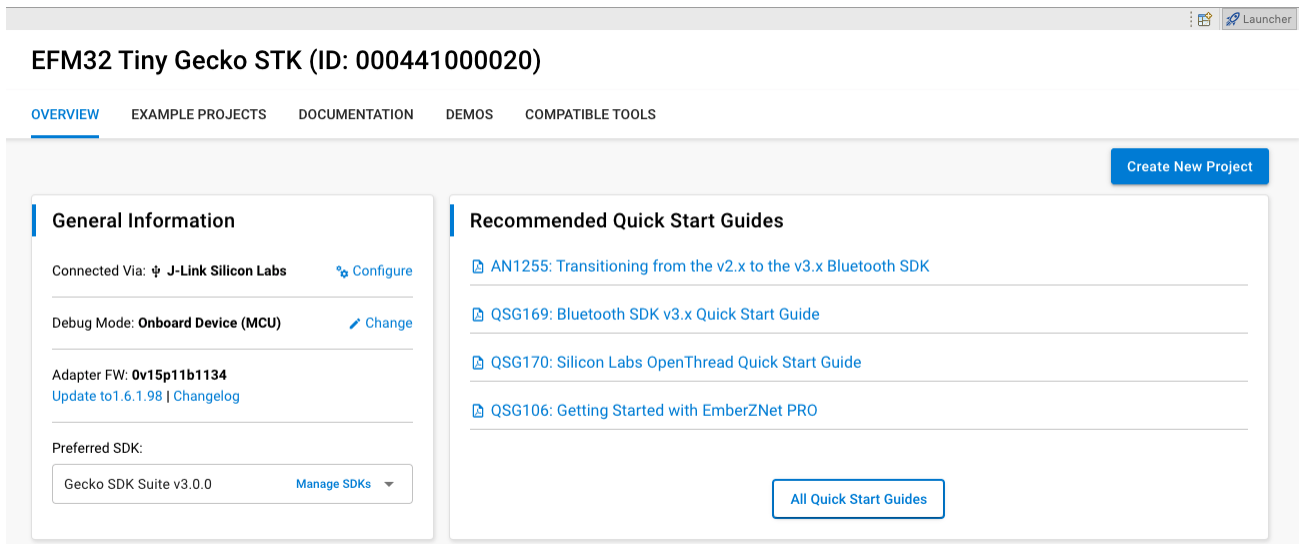 Launcher
EFM32 Tiny Gecko STK (ID: 000441000020)
OVERVIEW EXAMPLE PROJECTS DOCUMENTATION DEMOS COMPATIBLE TOOLS
Create New Project
General Information
Connected Via: J-Link Silicon Labs Configure
Debug Mode: Onboard Device (MCU) Change
Adapter FW: 0v15p11b1134
Update to1.6.1.98 | Changelog
Preferred SDK:
Gecko SDK Suite v3.0.0 Manage SDKs
Recommended Quick Start Guides
AN1255: Transitioning from the v2.x to the v3.x Bluetooth SDK
QSG169: Bluetooth SDK v3.x Quick Start Guide
QSG170: Silicon Labs OpenThread Quick Start Guide
QSG106: Getting Started with EmberZNet PRO
All Quick Start Guides